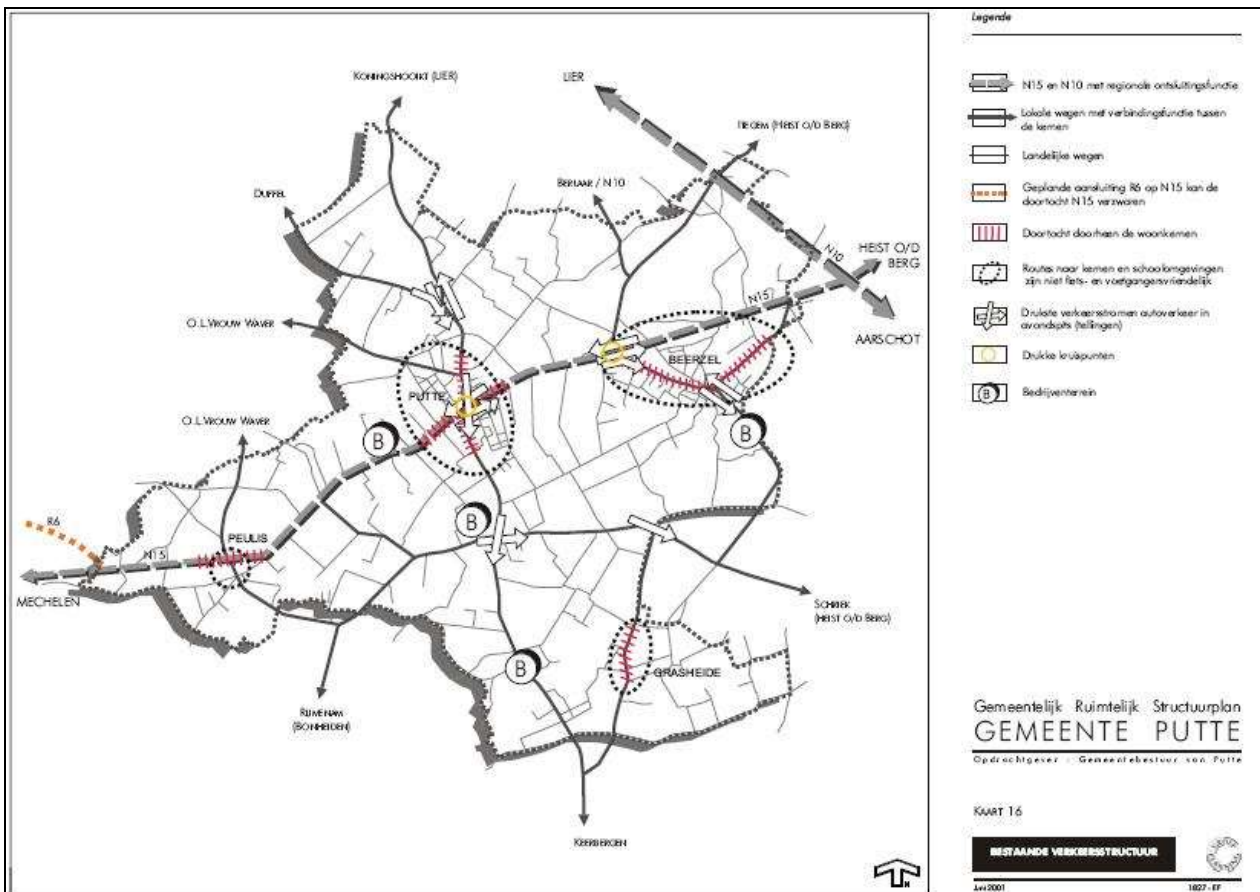 KONINGSHOOIKT (LIER)
LIER
ITEGEM (HEIST O/D BERG)
BERLAAR / N10
DUFFEL
N10
HEIST O/D
BERG
N15
O.L.VROUW WAVER
AARSCHOT
BEERZEL
PUTTE
O.L.VROUW WAVER
B
B
B
R6
PEULIS
N15
MECHELEN
SCHRIEK
(HEIST O/D BERG)
B
GRASHEIDE
RIJMENAM
(BONHEIDEN)
KEERBERGEN
N
Legende
N15 en N10 met regionale ontsluitingsfunctie
Lokale wegen met verbindingsfunctie tussen
de kernen
Landelijke wegen
Geplande aansluiting R6 op N15 kan de
doortocht N15 verzwaren
Doortocht doorheen de woonkernen
Routes naar kernen en schoolomgevingen
zijn niet fiets- en voetgangersvriendelijk
Drukste verkeersstromen autoverkeer in
avondspits (tellingen)
Drukke kruispunten
B
Bedrijventerrein
Gemeentelijk Ruimtelijk Structuurplan
GEMEENTE PUTTE
Opdrachtgever : Gemeentebestuur van Putte
KAART 16
BESTAANDE VERKEERSSTRUCTUUR
Juni 2001